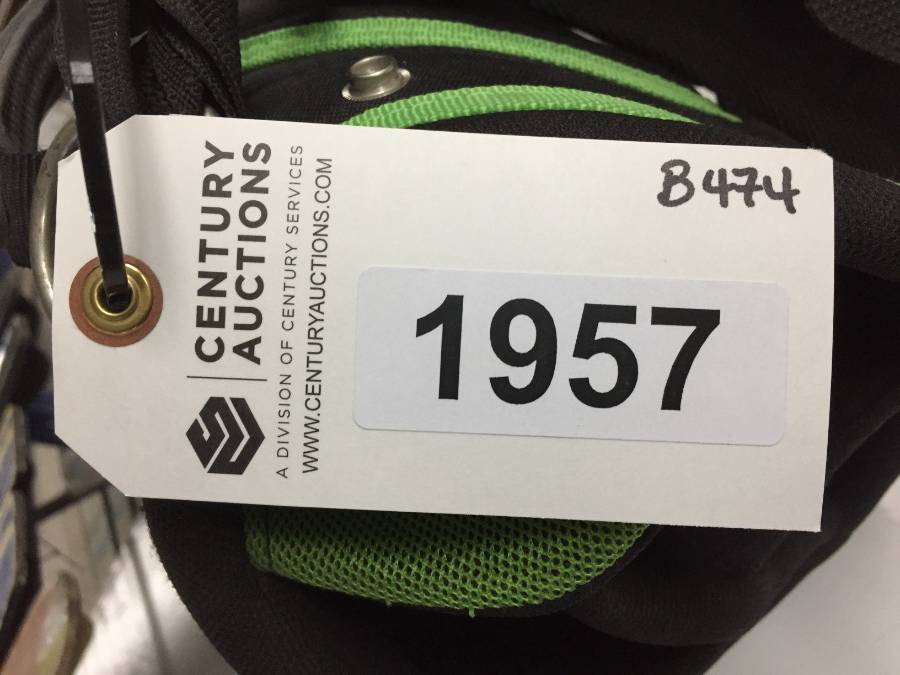 CENTURY
AUCTIONS
A DIVISION OF CENTURY SERVICES
WWW.CENTURYAUCTIONS.COM
B474
1957